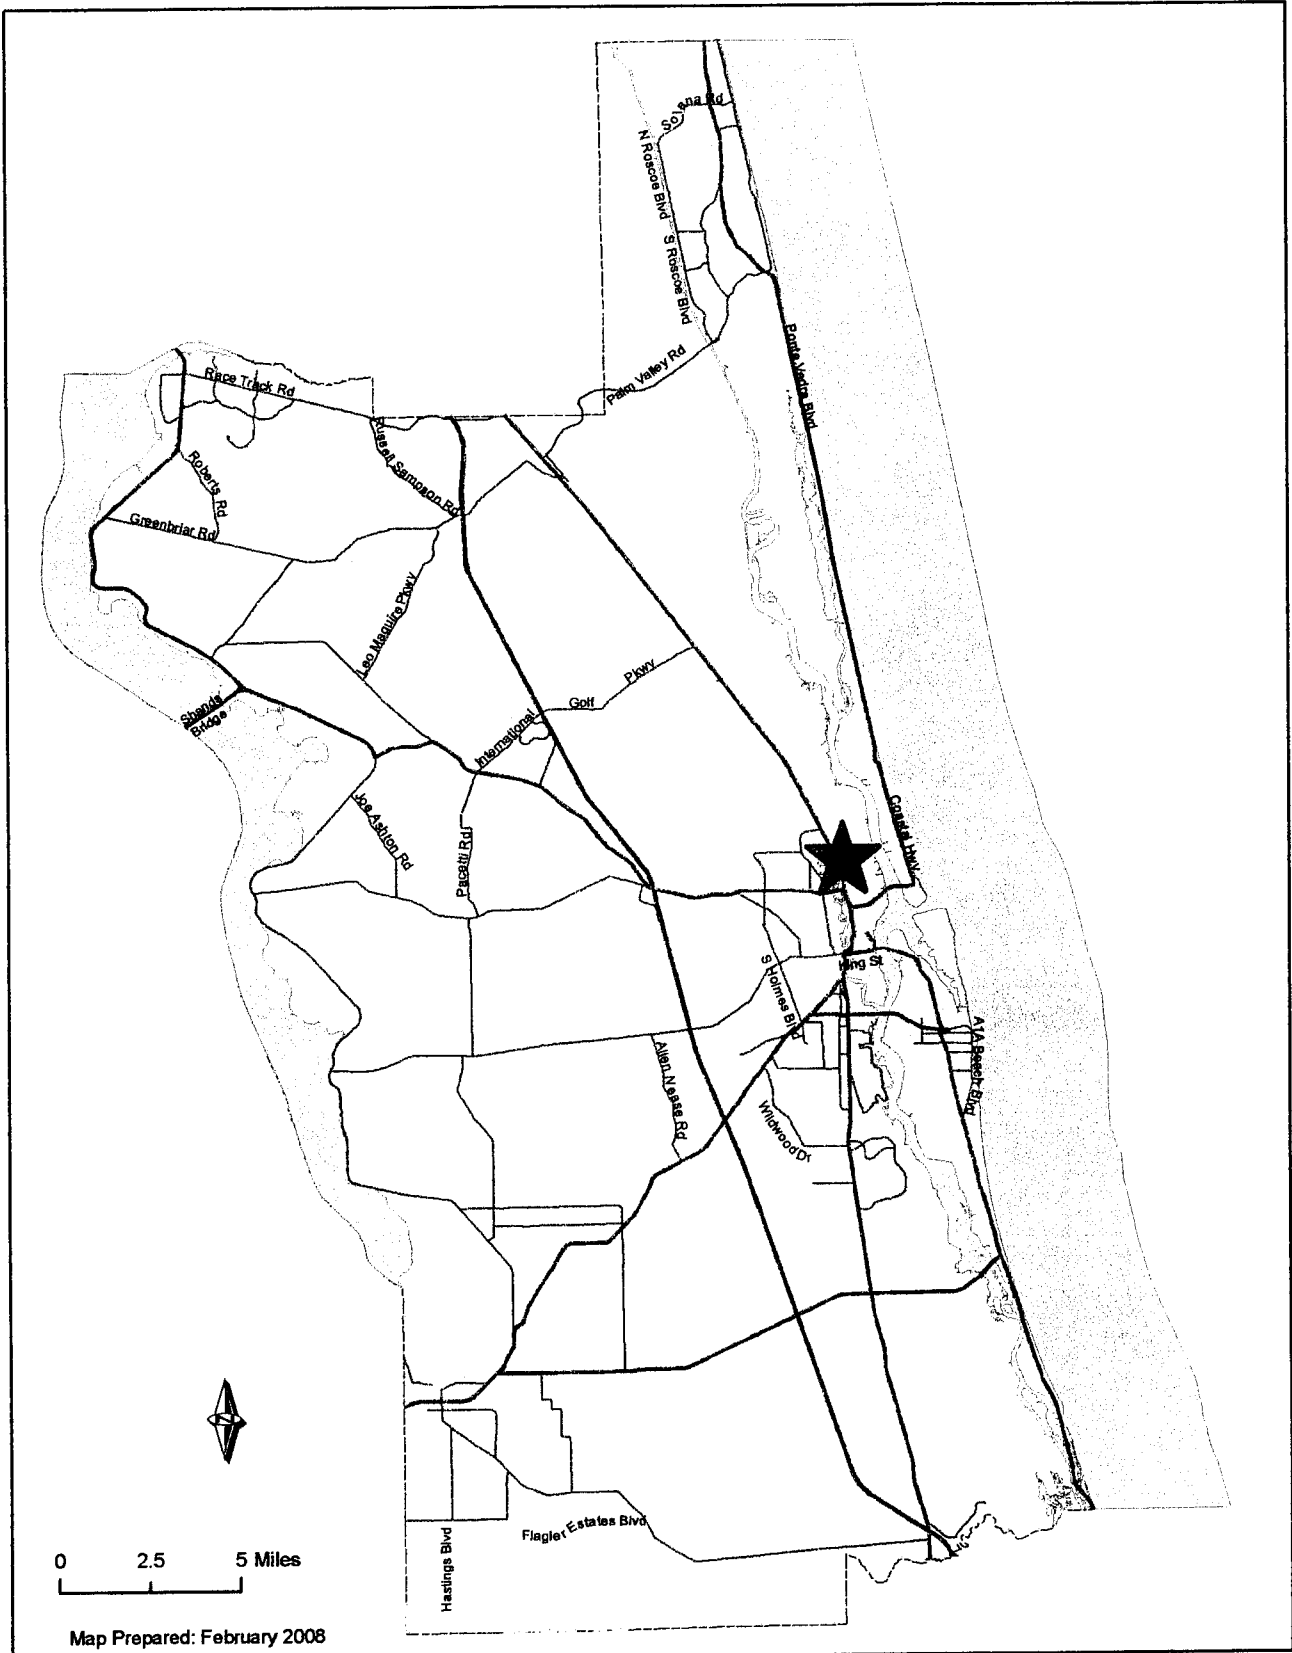 Solana Rd
N Roscoe Blvd
S Roscoe Blvd
Ponte Vedra Blvd
Palm Valley Rd
Race Track Rd
Russell Sampson Rd
Roberts Rd
Greenbriar Rd
Leo Maguire Pkwy
Shands
Bridge
International
Golf
Pkwy
Joe Ashton Rd
Pacetti Rd
Coastal Hwy
King St
S Holmes Blvd
A1A Beach Blvd
Allen Nease Rd
Wildwood Dr
N
Flagler Estates Blvd
Hastings Blvd
0 2.5 5 Miles
Map Prepared: February 2008